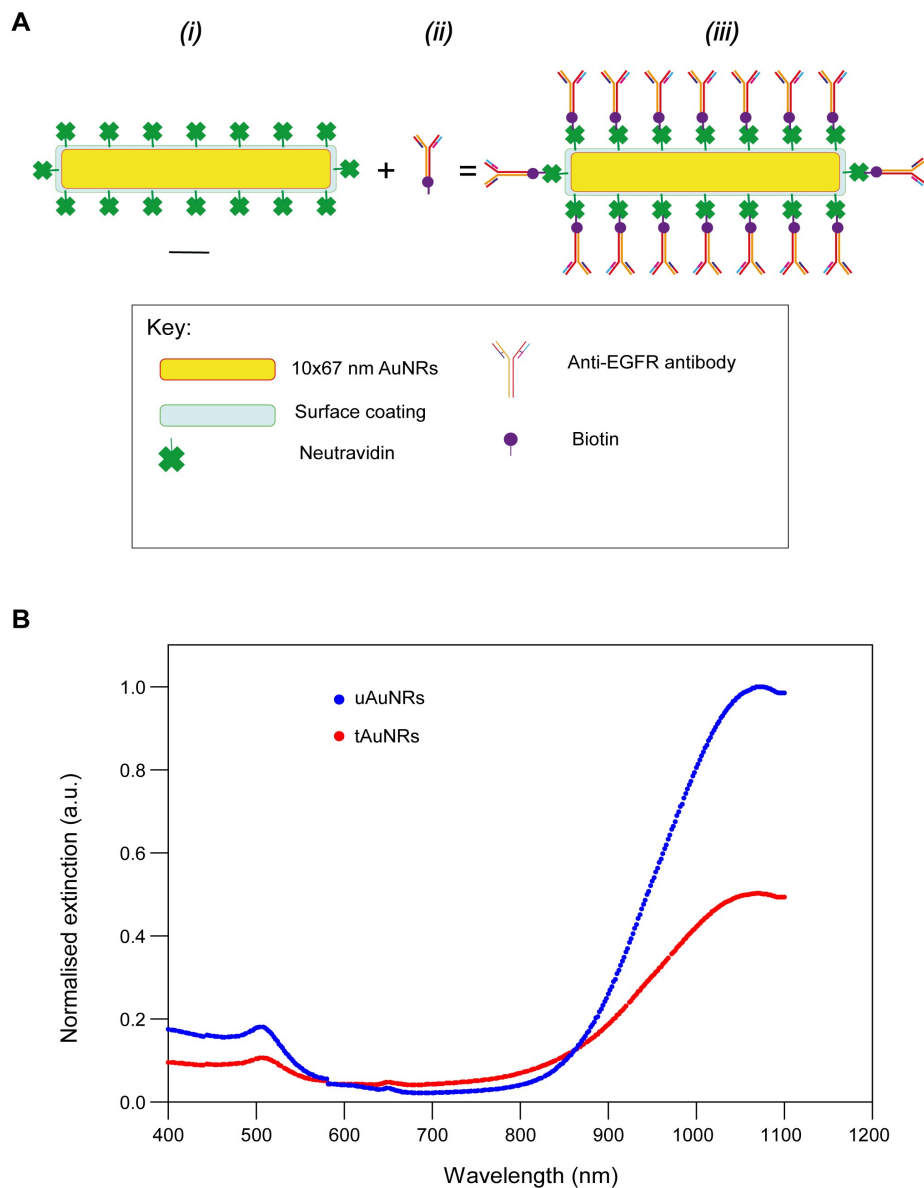 A
(i) (ii) (iii)
+ =
Key:
10x67 nm AuNRs
Anti-EGFR antibody
Surface coating
Neutravidin
Biotin
B
1.0
0.8
0.6
0.4
0.2
0.0
uAuNRs
tAuNRs
Normalised extinction (a.u.)
400 500 600 700 800 900 1000 1100 1200
Wavelength (nm)